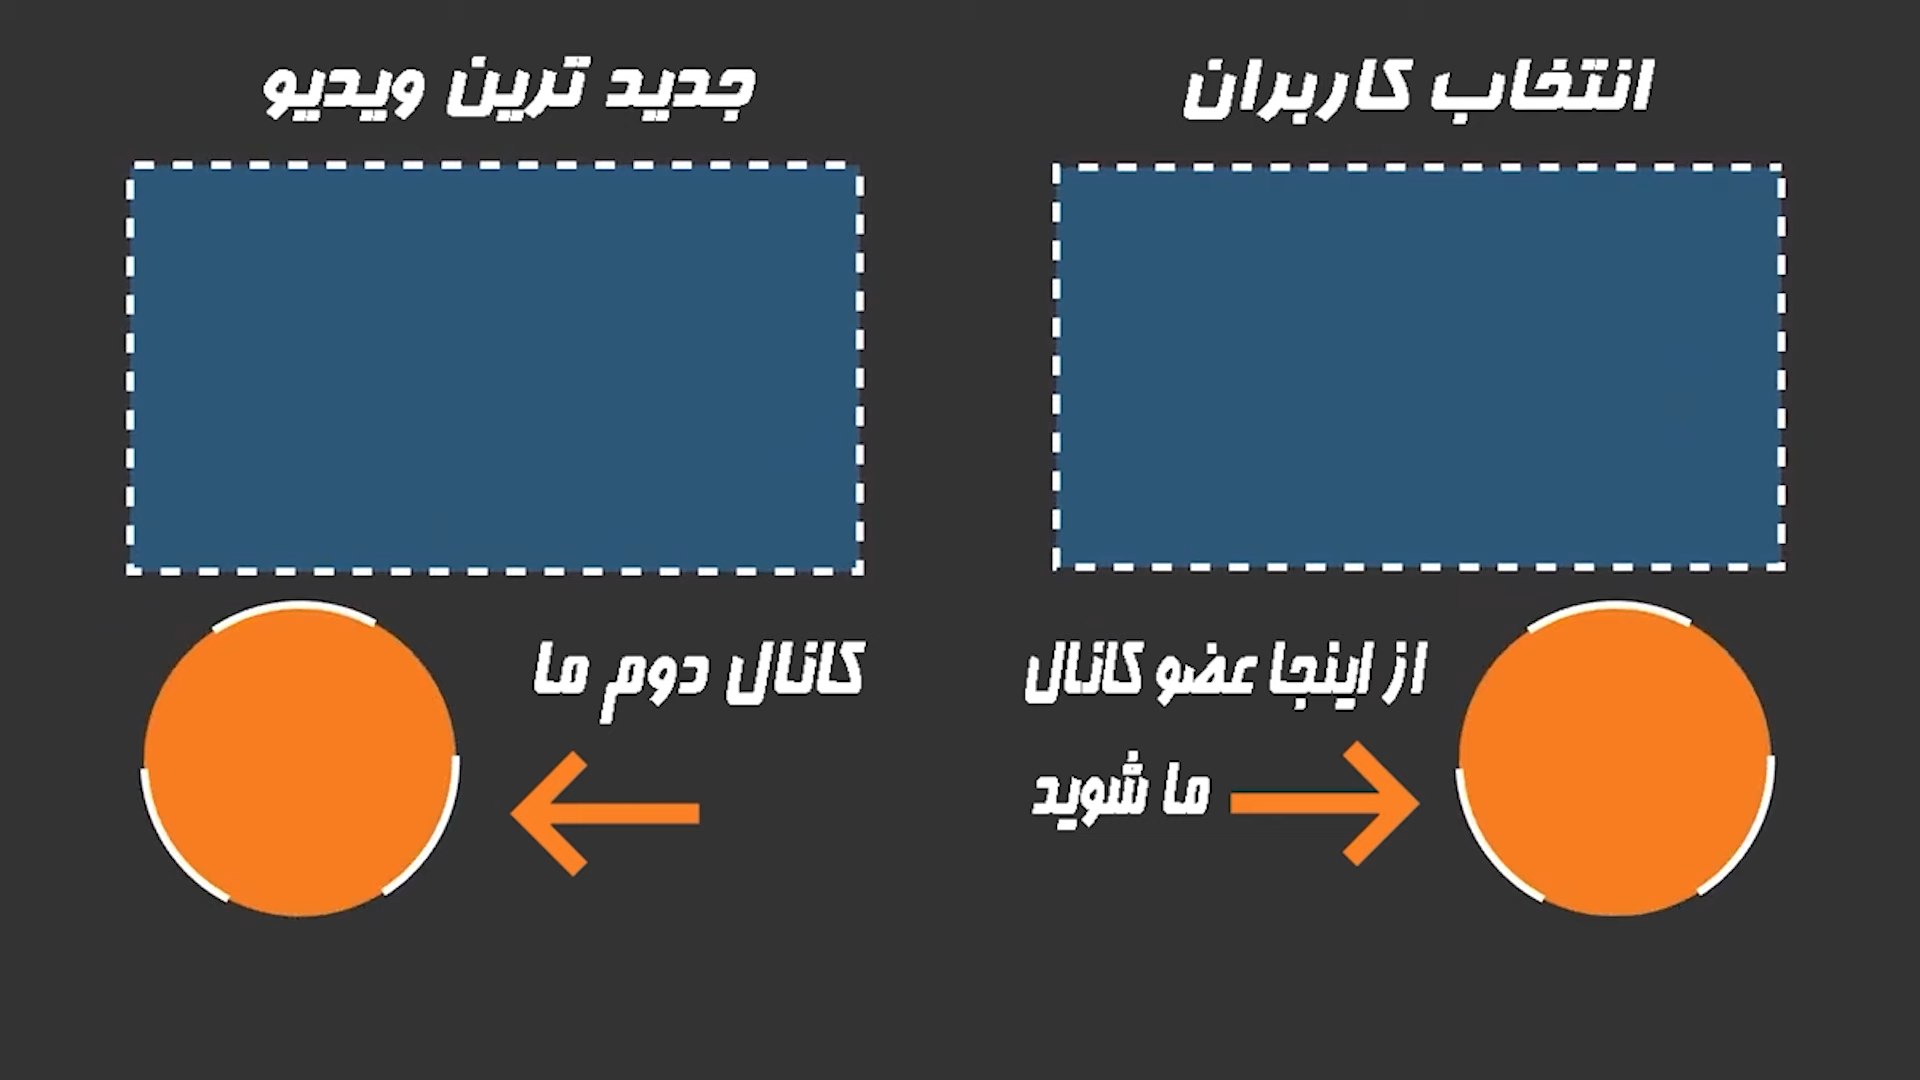 انتخاب کاربران
جدید ترین ویدیو
از اینجا عضو کانال
ما شوید
کانال دوم ما